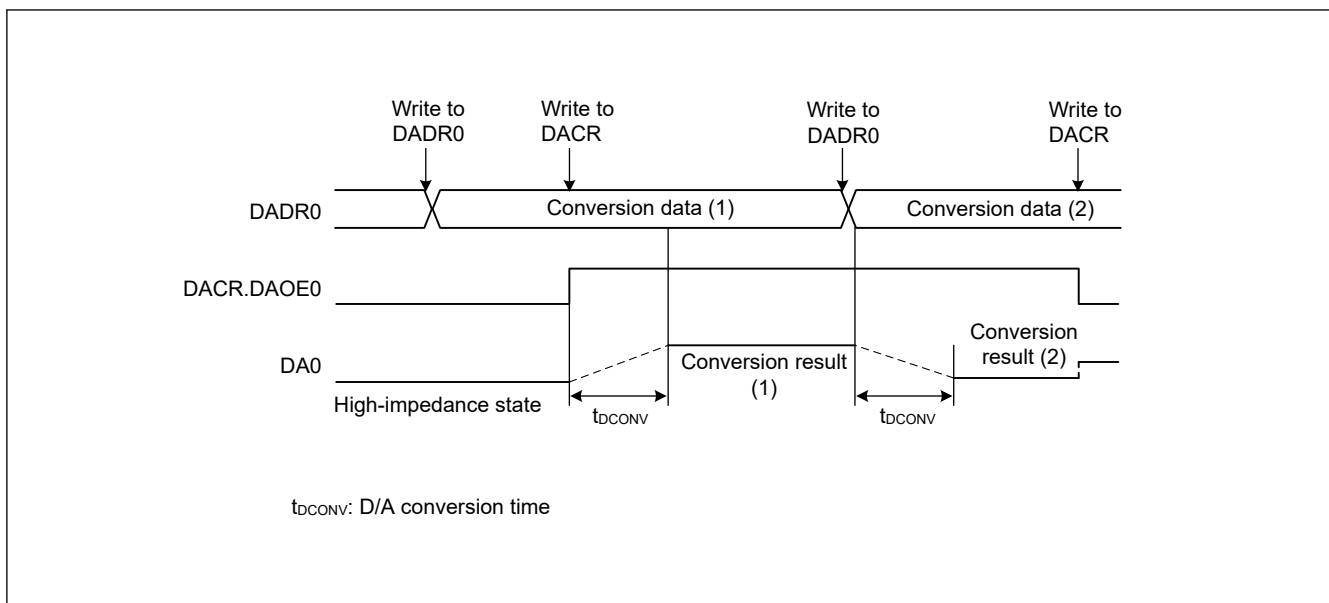 Write to
DADR0
Write to
DACR
Write to
DADR0
Write to
DACR
DADR0
Conversion data (1)
Conversion data (2)
DACR.DAOE0
DA0
Conversion result
(1)
Conversion
result (2)
High-impedance state
tDCONV
tDCONV
tDCONV: D/A conversion time